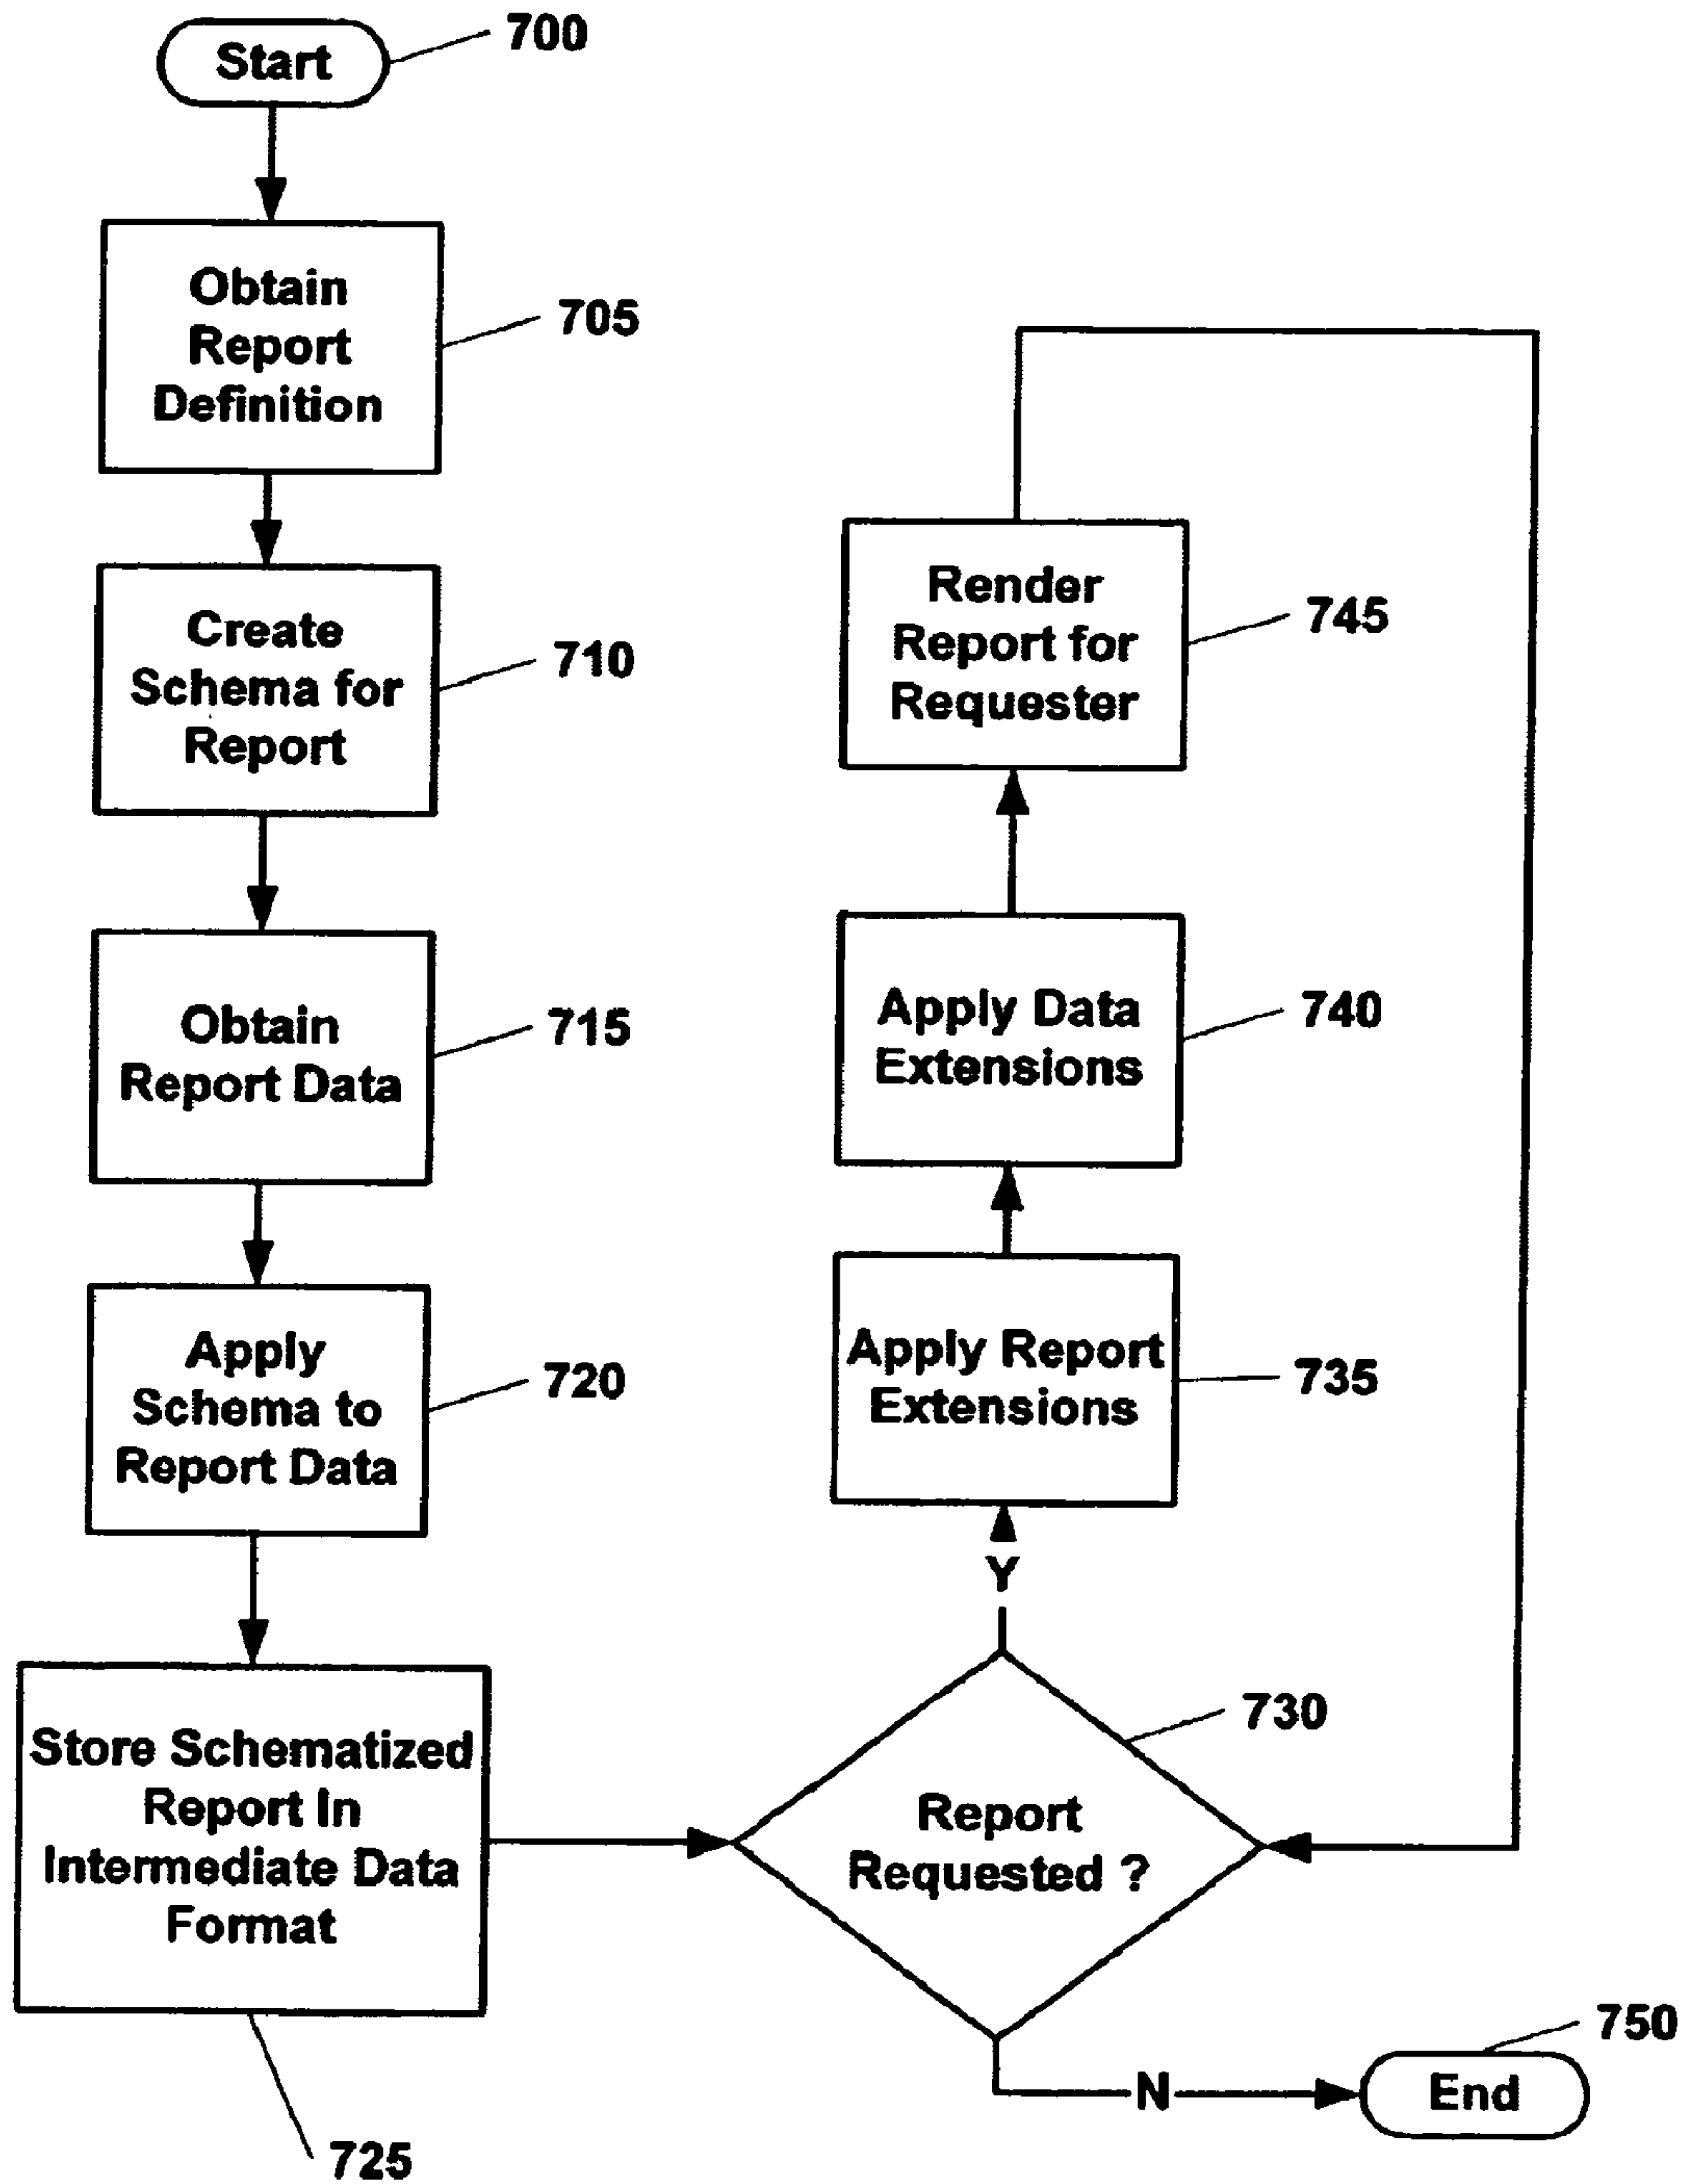 Start
700
Obtain
Report
Definition
705
Create
Schema for
Report
710
Obtain
Report Data
715
Apply
Schema to
Report Data
720
Store Schematized
Report In
Intermediate Data
Format
725
Report
Requested ?
730
Y
Apply Report
Extensions
735
Apply Data
Extensions
740
Render
Report for
Requester
745
N
End
750